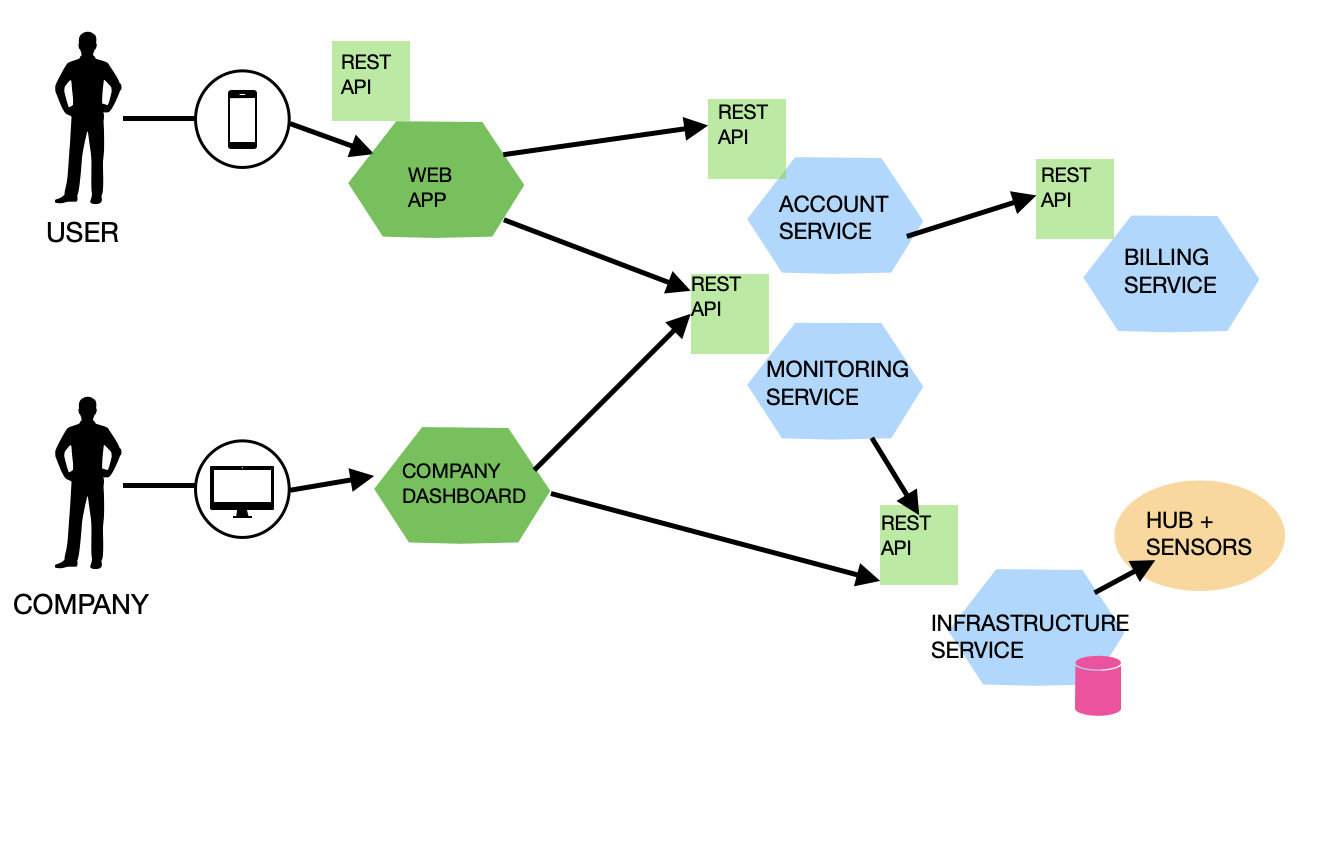 REST
API
REST
API
WEB
APP
REST
API
ACCOUNT
SERVICE
USER
BILLING
SERVICE
REST
API
MONITORING
SERVICE
COMPANY
DASHBOARD
REST
API
HUB +
SENSORS
COMPANY
INFRASTRUCTURE
SERVICE